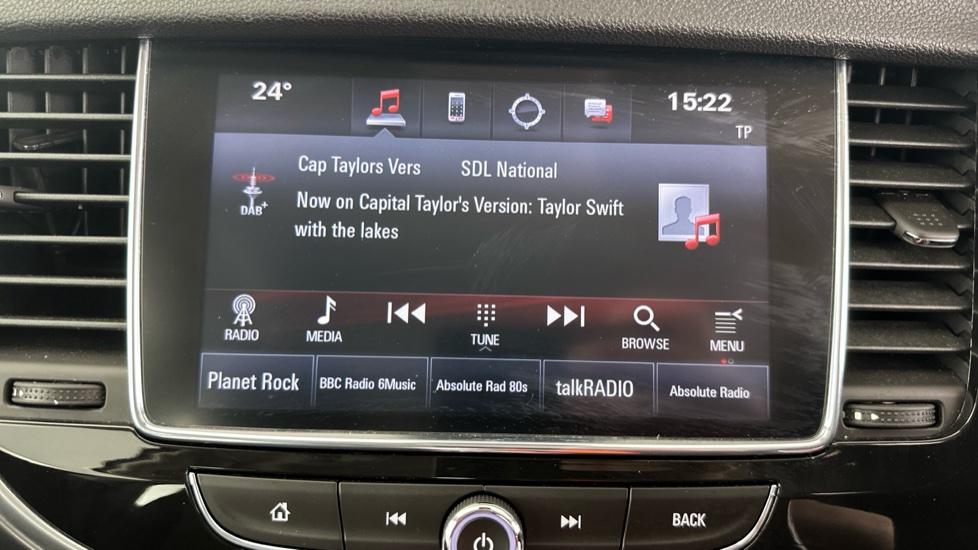 24°
15:22
TP
Cap Taylors Vers SDL National
DAB+
Now on Capital Taylor's Version: Taylor Swift
with the lakes
RADIO MEDIA TUNE BROWSE MENU
Planet Rock BBC Radio 6Music Absolute Rad 80s talkRADIO Absolute Radio
BACK